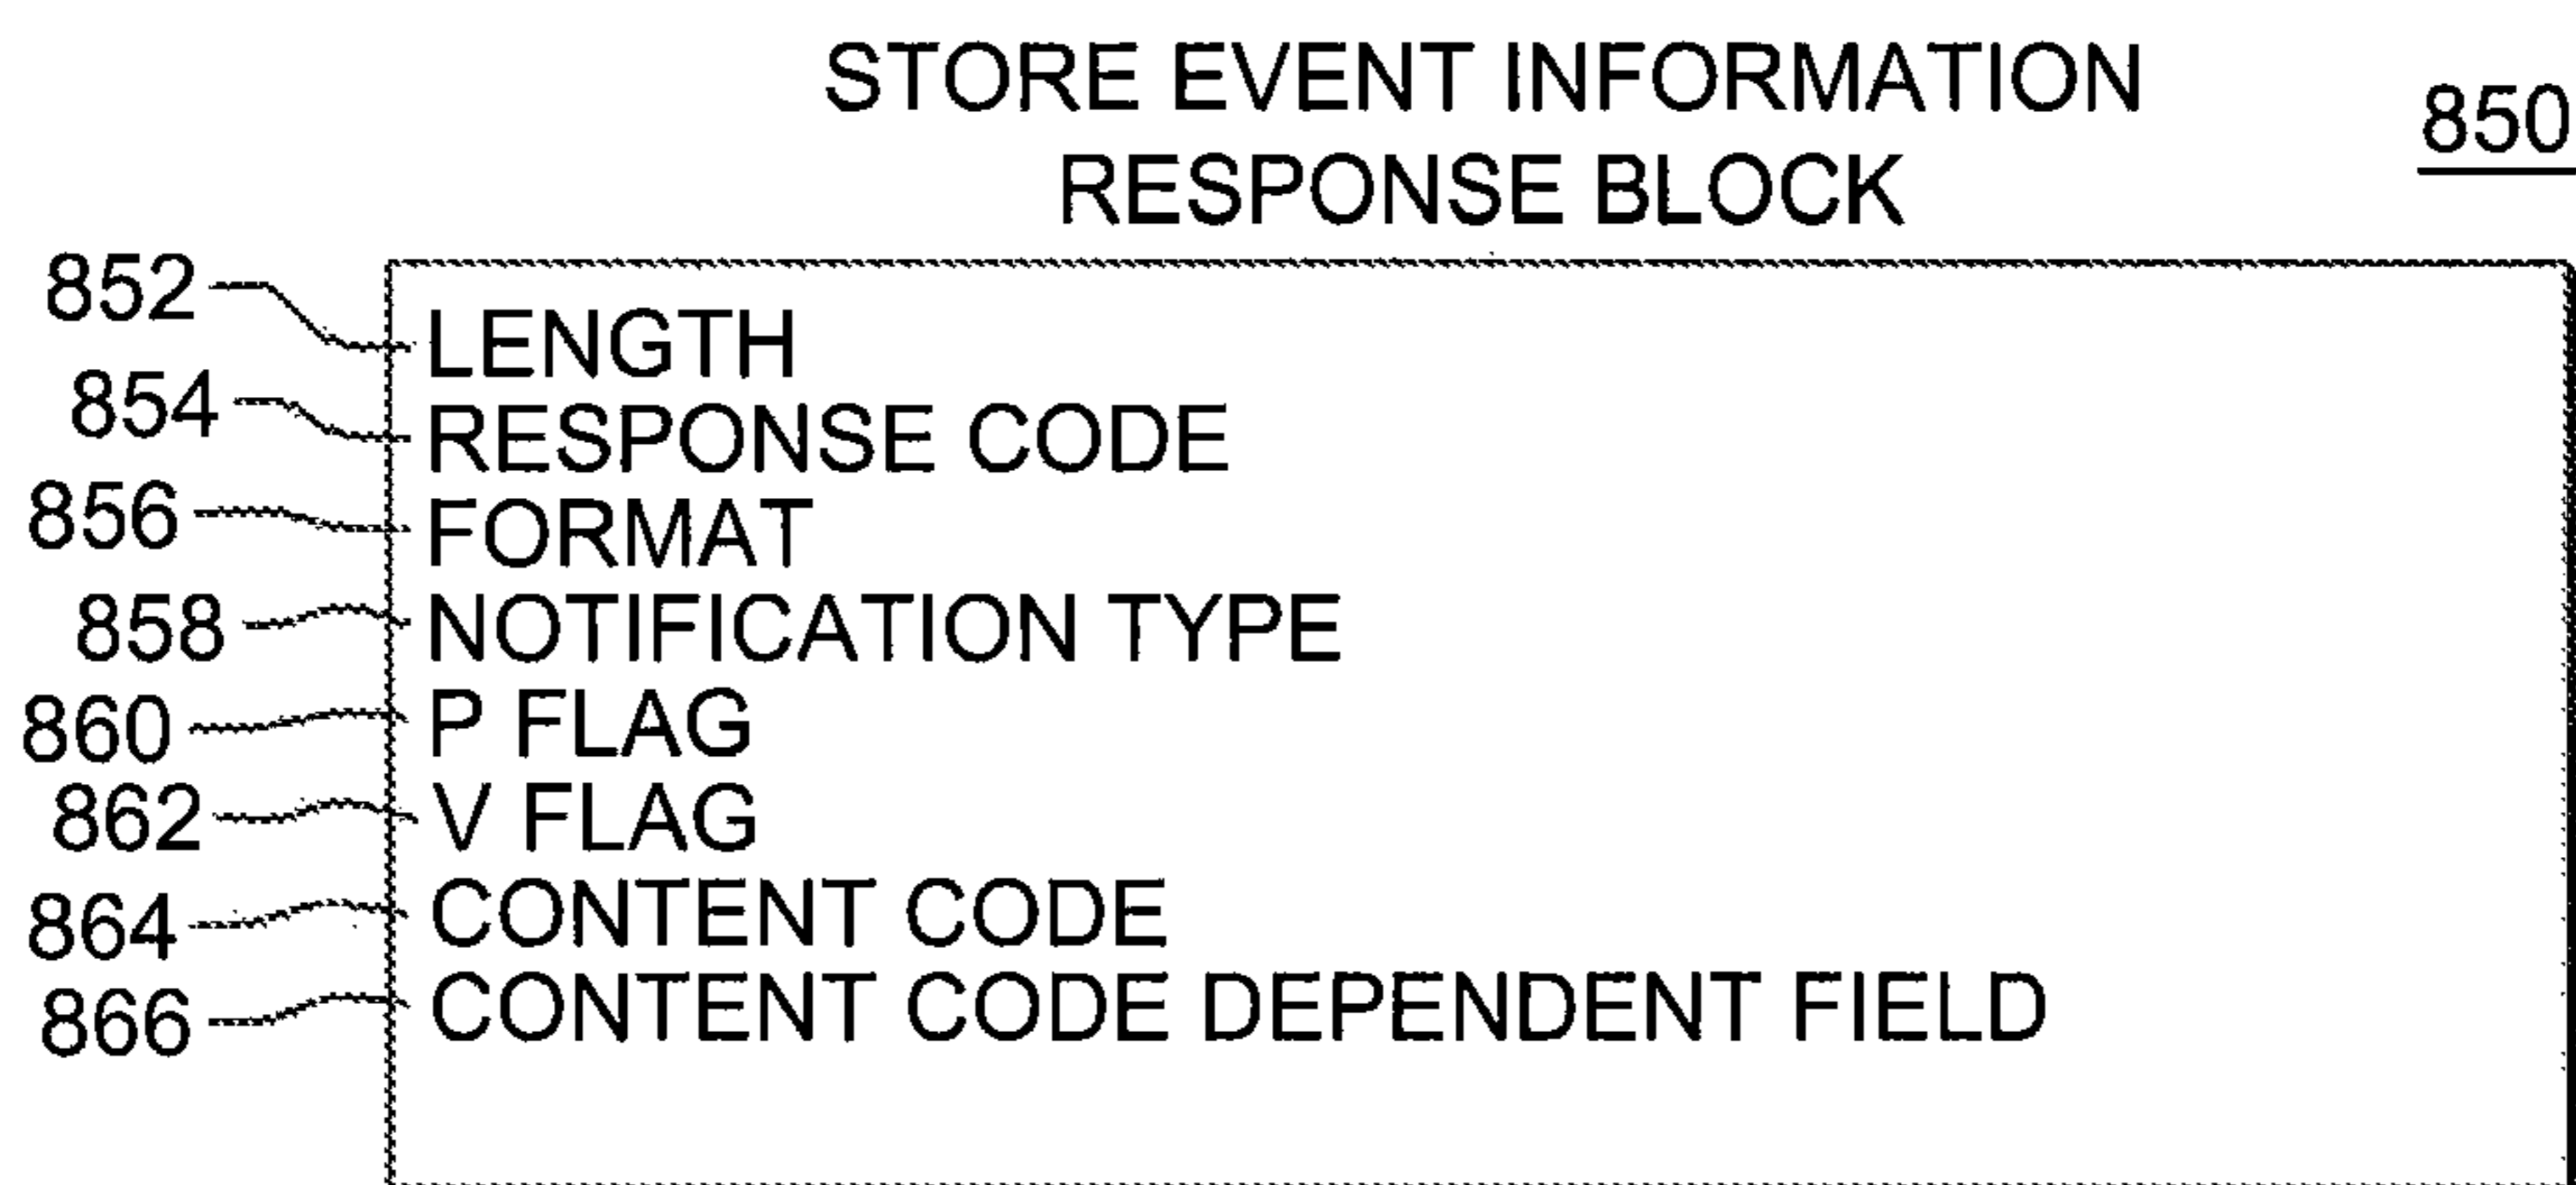 STORE EVENT INFORMATION
RESPONSE BLOCK
850
852 LENGTH
854 RESPONSE CODE
856 FORMAT
858 NOTIFICATION TYPE
860 P FLAG
862 V FLAG
864 CONTENT CODE
866 CONTENT CODE DEPENDENT FIELD